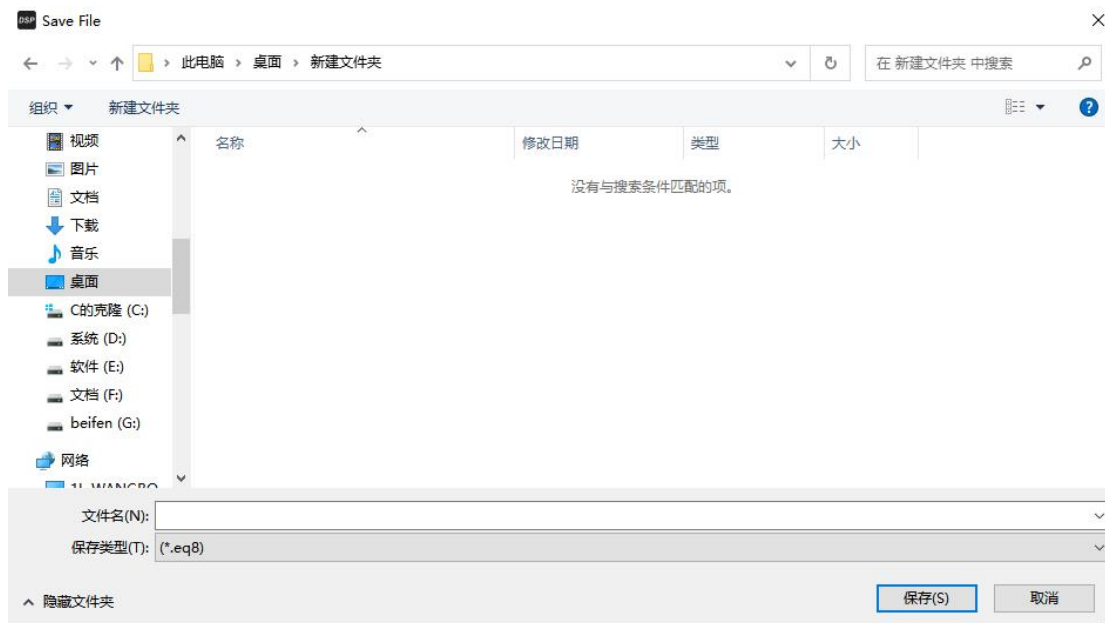 DSP Save File
此电脑 › 桌面 › 新建文件夹
在 新建文件夹 中搜索
组织 新建文件夹
名称 修改日期 类型 大小
没有与搜索条件匹配的项。
视频
图片
文档
下载
音乐
桌面
C的克隆 (C:)
系统 (D:)
软件 (E:)
文档 (F:)
beifen (G:)
网络
文件名(N):
保存类型(T): (*.eq8)
隐藏文件夹 保存(S) 取消